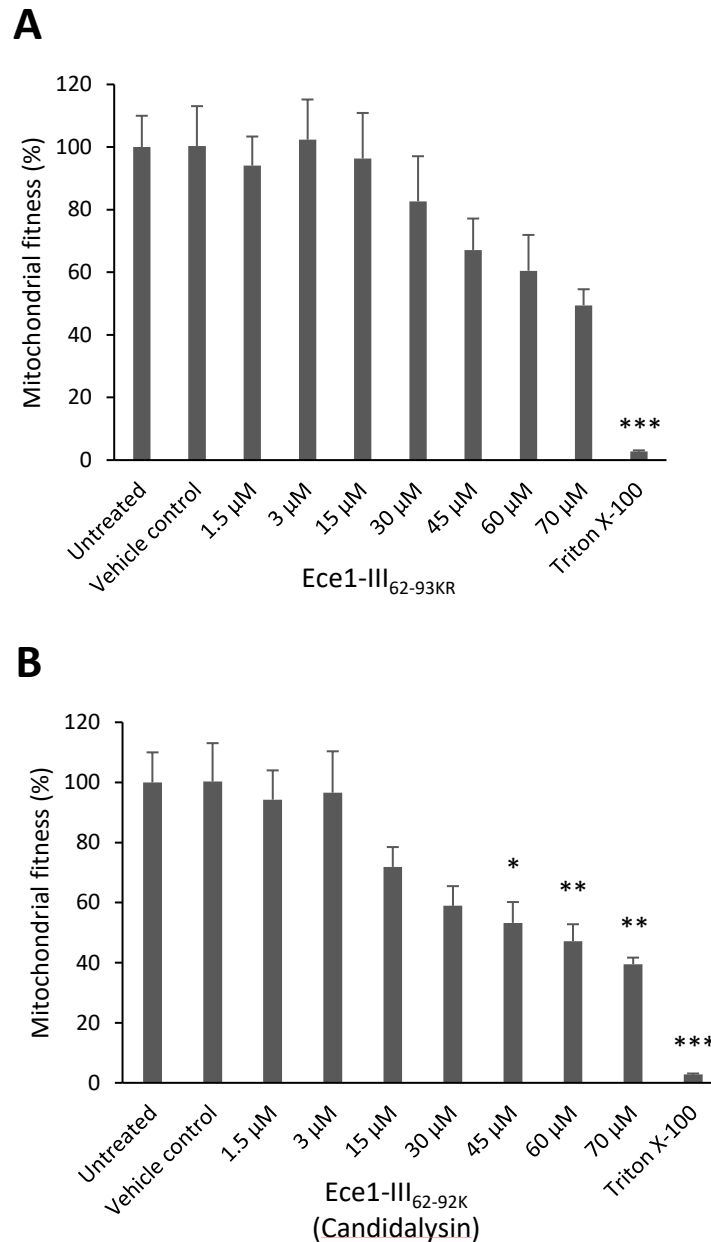 A
Mitochondrial fitness (%)
120
100
80
60
40
20
0
***
Untreated
Vehicle control
1.5 µM
3 µM
15 µM
30 µM
45 µM
60 µM
70 µM
Triton X-100
Ece1-III62-93KR
B
Mitochondrial fitness (%)
120
100
80
60
40
20
0
*
**
**
***
Untreated
Vehicle control
1.5 µM
3 µM
15 µM
30 µM
45 µM
60 µM
70 µM
Triton X-100
Ece1-III62-92K
(Candidalysin)